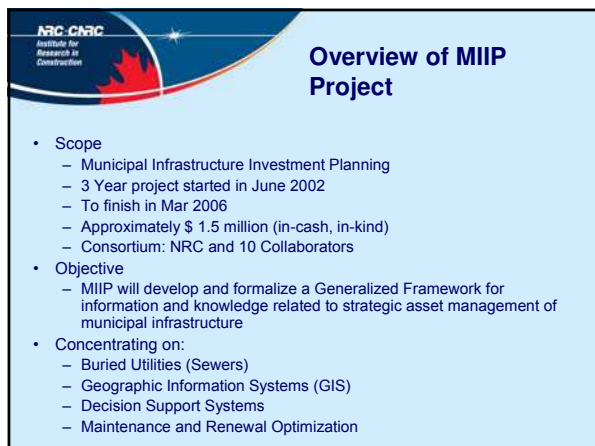 NRC·CNRC
Institute for
Research in
Construction
Overview of MIIP
Project
• Scope
– Municipal Infrastructure Investment Planning
– 3 Year project started in June 2002
– To finish in Mar 2006
– Approximately $ 1.5 million (in-cash, in-kind)
– Consortium: NRC and 10 Collaborators
• Objective
– MIIP will develop and formalize a Generalized Framework for
information and knowledge related to strategic asset management of
municipal infrastructure
• Concentrating on:
– Buried Utilities (Sewers)
– Geographic Information Systems (GIS)
– Decision Support Systems
– Maintenance and Renewal Optimization